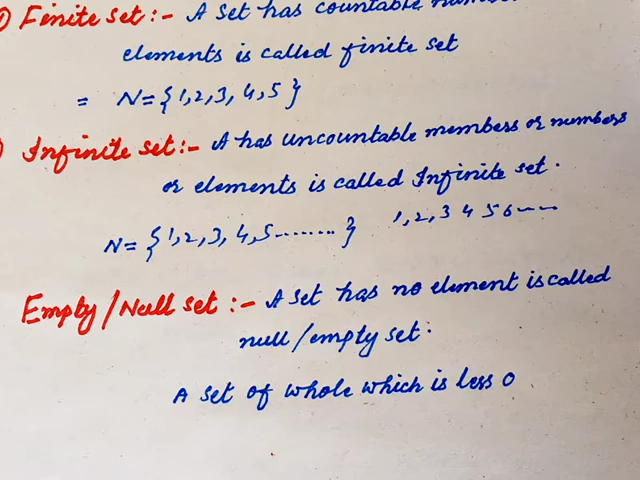 Finite set :- A set has countable number
elements is called finite set
= N = {1,2,3, 4,5}
Infinite set :- A has uncountable members or numbers
or elements is called Infinite set.
N = {1,2,3, 4,5........} 1,2,3 4 5 6 ----
Empty/Null set :- A set has no element is called
null/empty set.
A set of whole which is less 0